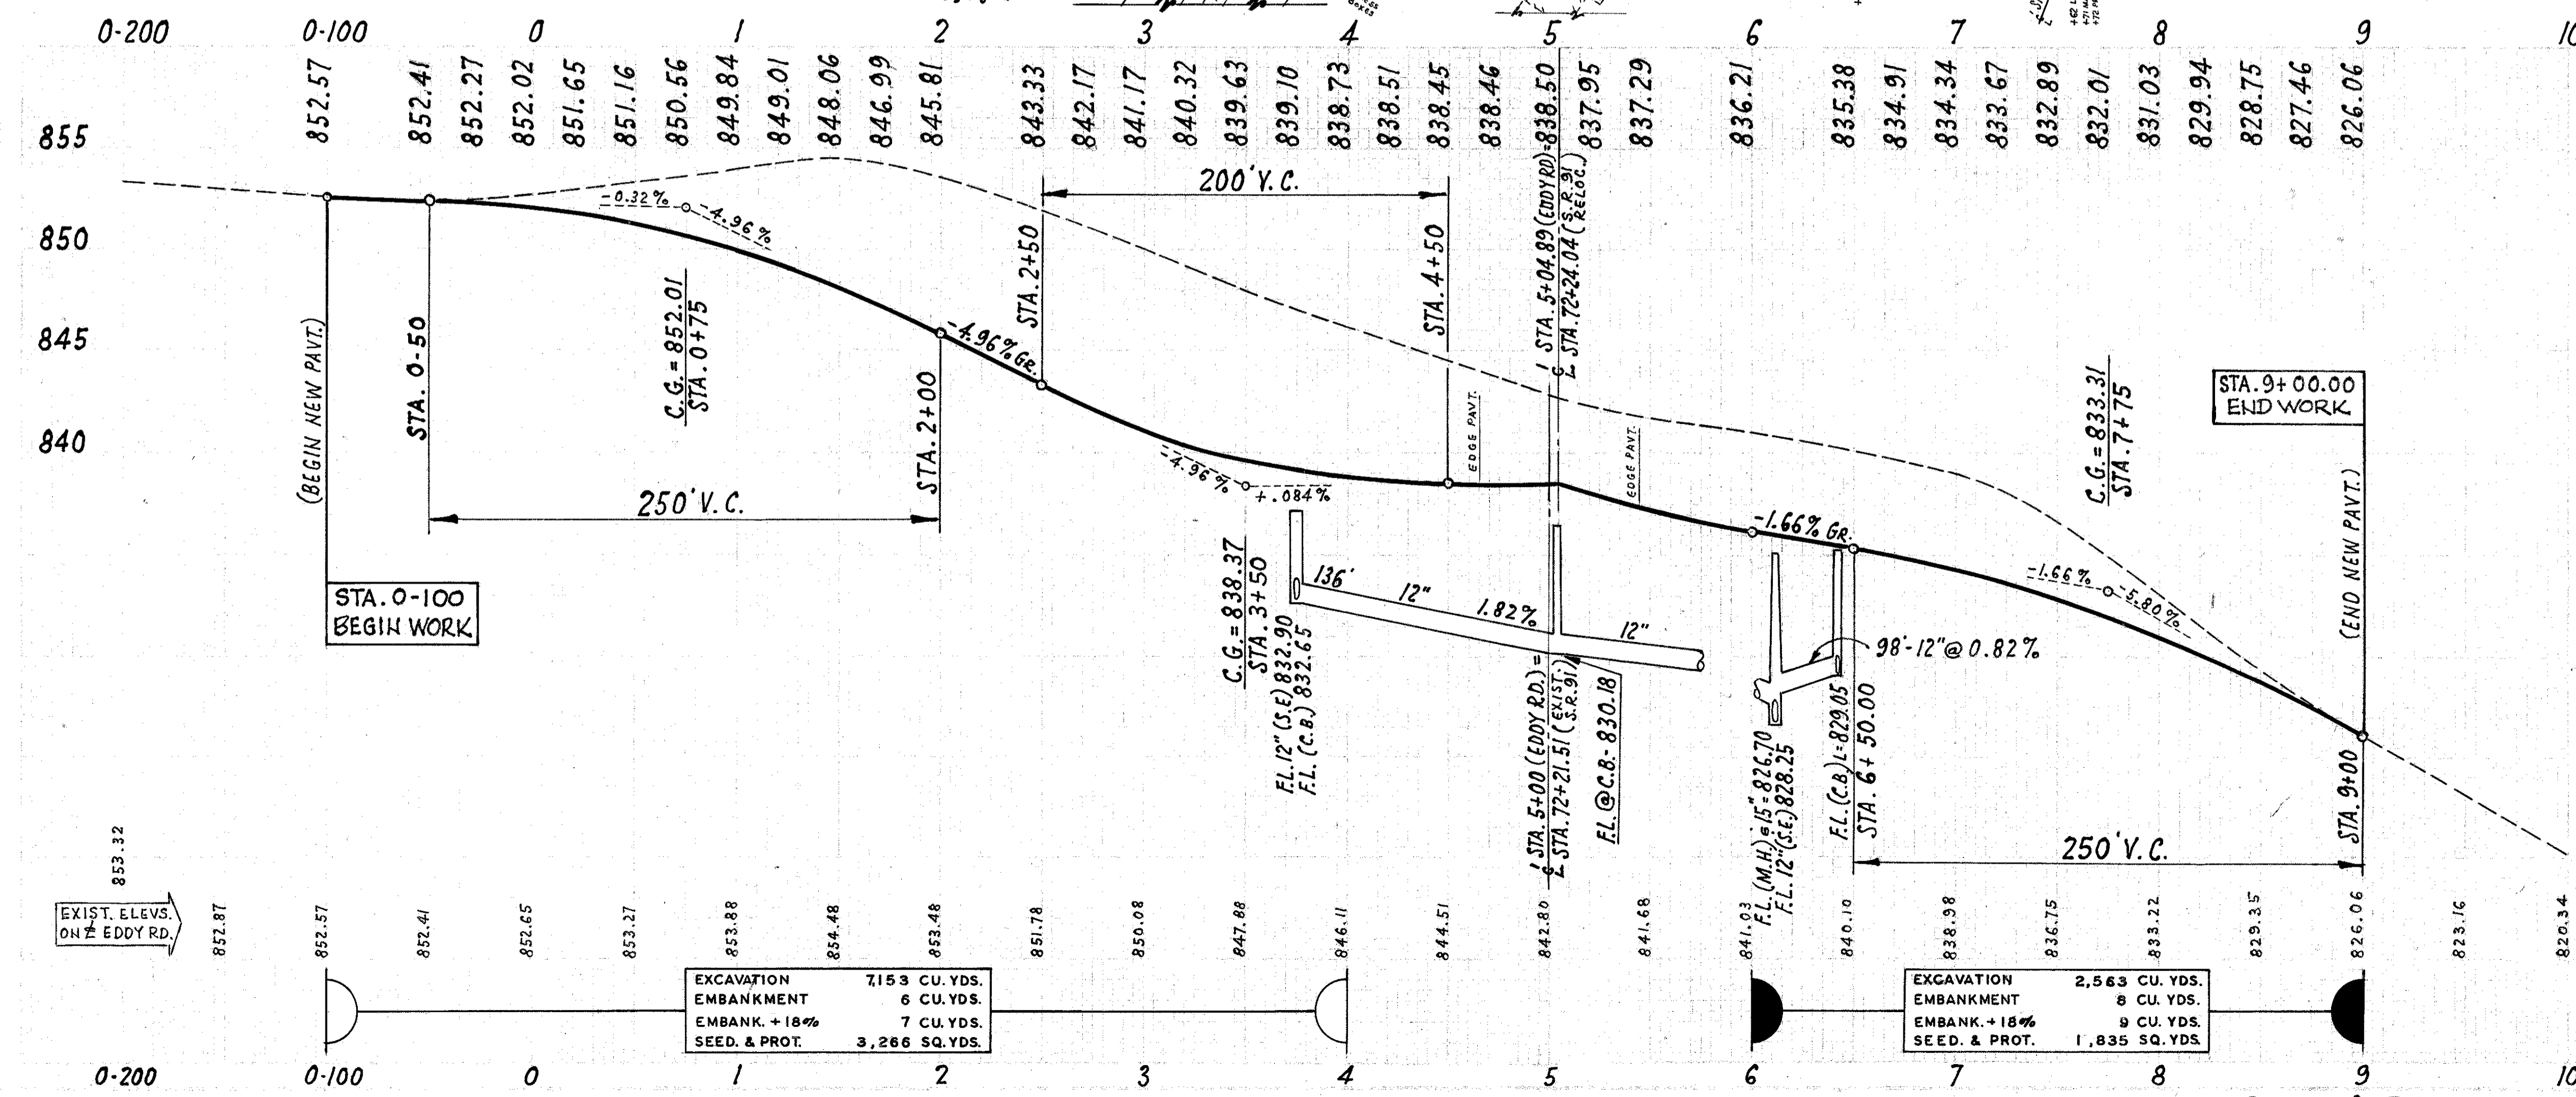 0-200 0-100 0 1 2 3 4 5 6 7 8 9 10
852.57 852.41 852.27 852.02 851.65 851.16 850.56 849.84 849.01 848.06 846.99 845.81 843.33 842.17 841.17 840.32 839.63 839.10 838.73 838.51 838.45 838.46 838.50 837.95 837.29 836.21 835.38 834.91 834.34 833.67 832.89 832.01 831.03 829.94 828.75 827.46 826.06
855
850
845
840
(BEGIN NEW PAVT.)
STA. 0-100
BEGIN WORK
STA. 0-50
-0.32%
-4.96%
C.G.= 852.01
STA. 0+75
250' V.C.
STA. 2+00
-4.96% GR.
STA. 2+50
200' V.C.
-4.96%
+.084%
C.G.= 838.37
STA. 3+50
STA. 4+50
EDGE PAVT.
STA. 5+04.89 (EDDY RD)=
STA. 72+24.04 (S.R. 91 RELOC.)
EDGE PAVT.
136'
12"
1.82%
12"
F.L. 12" (S.E) 832.90
F.L. (C.B.) 832.65
STA. 5+00 (EDDY RD.) =
STA. 72+21.51 (EXIST. S.R. 91)
F.L. @ C.B.- 830.18
-1.66% GR.
98'-12" @ 0.82%
F.L. (M.H.) 15"=826.70
F.L. 12" (S.E.) 828.25
F.L. (C.B.) L=829.05
STA. 6+50.00
-1.66%
-5.80%
C.G.= 833.31
STA. 7+75
250' V.C.
STA. 9+00.00
END WORK
(END NEW PAVT.)
STA. 9+00
EXIST. ELEVS.
ON ℄ EDDY RD.
853.32 852.87 852.57 852.41 852.65 853.27 853.88 854.48 853.48 851.78 850.08 847.88 846.11 844.51 842.80 841.68 841.03 840.10 838.98 836.75 833.22 829.35 826.06 823.16 820.34
EXCAVATION 7,153 CU. YDS.
EMBANKMENT 6 CU. YDS.
EMBANK. +18% 7 CU. YDS.
SEED. & PROT. 3,266 SQ. YDS.
EXCAVATION 2,563 CU. YDS.
EMBANKMENT 8 CU. YDS.
EMBANK. +18% 9 CU. YDS.
SEED. & PROT. 1,835 SQ. YDS.
0-200 0-100 0 1 2 3 4 5 6 7 8 9 10